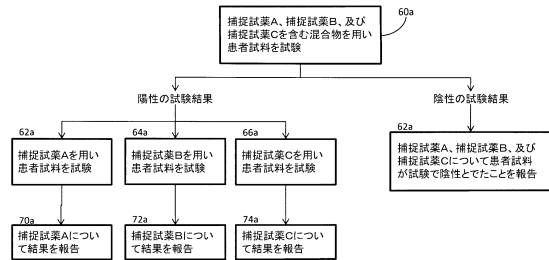 60a
捕捉試薬A、捕捉試薬B、及び
捕捉試薬Cを含む混合物を用い
患者試料を試験
陽性の試験結果
陰性の試験結果
62a
捕捉試薬Aを用い
患者試料を試験
64a
捕捉試薬Bを用い
患者試料を試験
66a
捕捉試薬Cを用い
患者試料を試験
62a
捕捉試薬A、捕捉試薬B、及び
捕捉試薬Cについて患者試料
が試験で陰性とでたことを報告
70a
捕捉試薬Aについ
て結果を報告
72a
捕捉試薬Bについ
て結果を報告
74a
捕捉試薬Cについ
て結果を報告